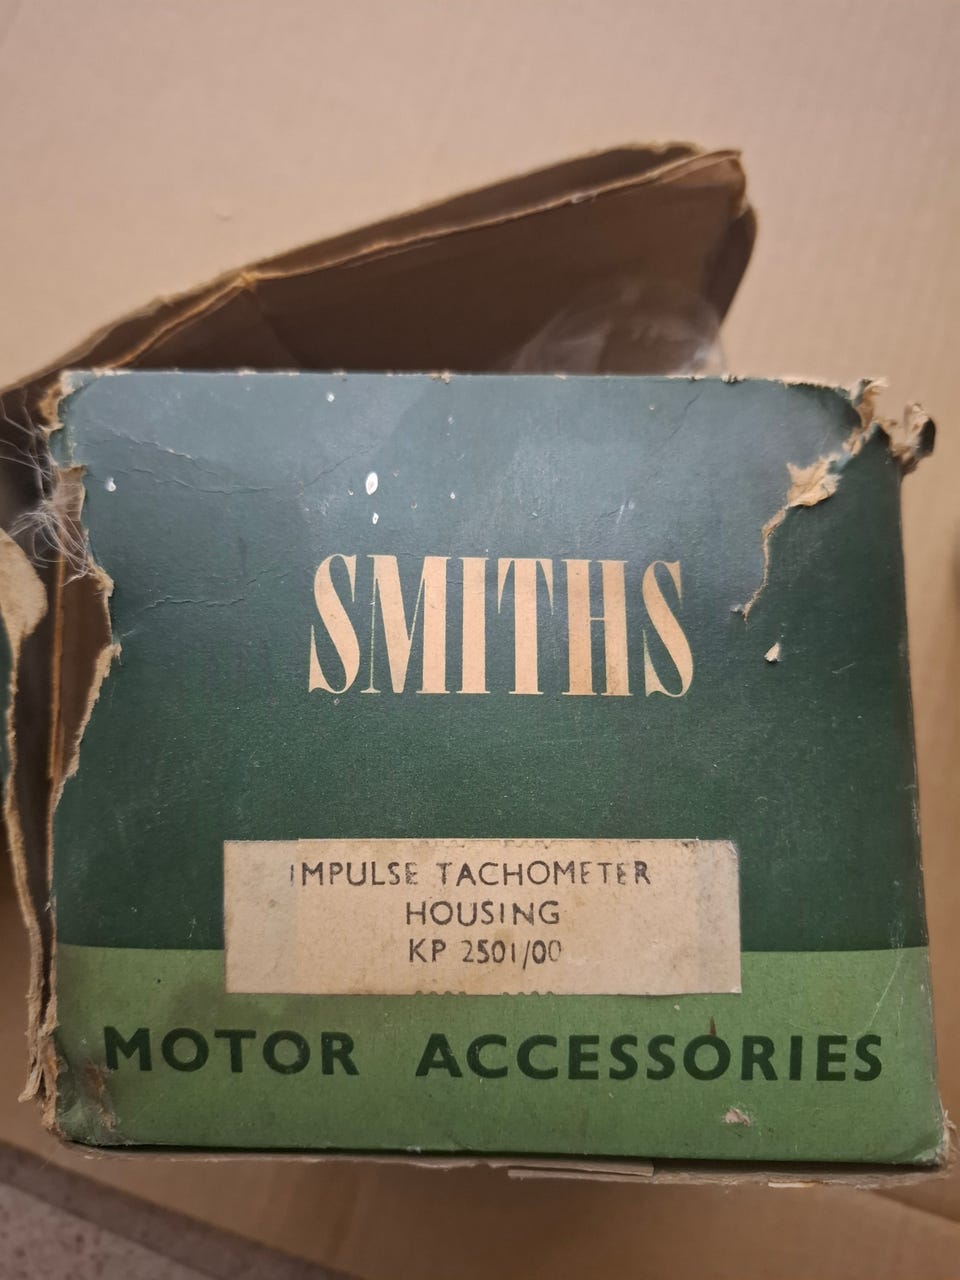 SMITHS
IMPULSE TACHOMETER
HOUSING
KP 2501/00
MOTOR ACCESSORIES